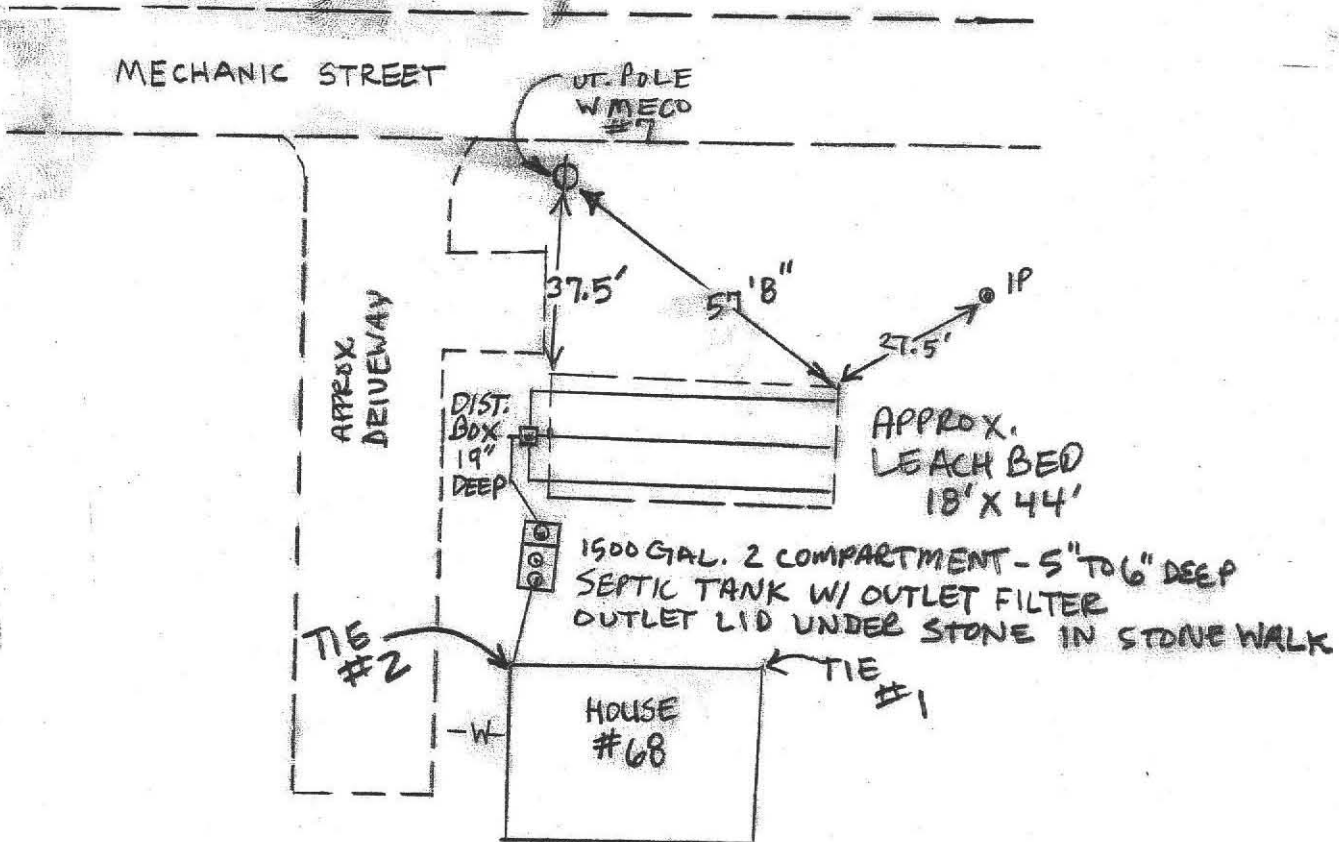 MECHANIC STREET
UT. POLE
WMECO
#7
37.5'
57'8"
IP
27.5'
APPROX.
DRIVEWAY
DIST.
BOX
19"
DEEP
APPROX.
LEACH BED
18' X 44'
1500 GAL. 2 COMPARTMENT - 5" TO 6" DEEP
SEPTIC TANK W/ OUTLET FILTER
OUTLET LID UNDER STONE IN STONE WALK
TIE
#2
TIE
#1
W
HOUSE
#68